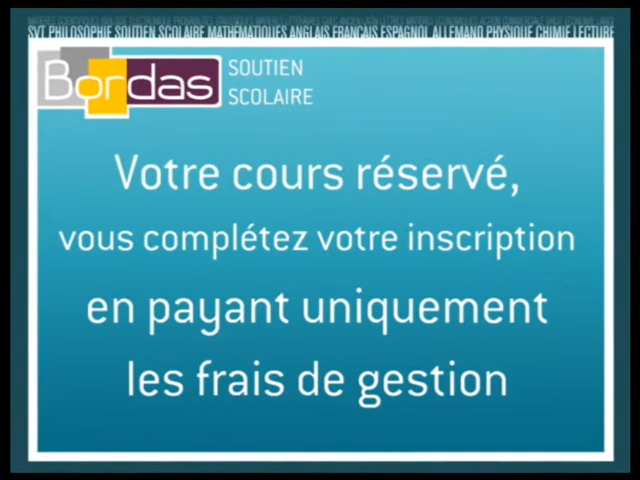 SVT PHILOSOPHIE SOUTIEN SCOLAIRE MATHÉMATIQUES ANGLAIS FRANÇAIS ESPAGNOL ALLEMAND PHYSIQUE CHIMIE LECTURE
Bordas SOUTIEN
SCOLAIRE
Votre cours réservé,
vous complétez votre inscription
en payant uniquement
les frais de gestion